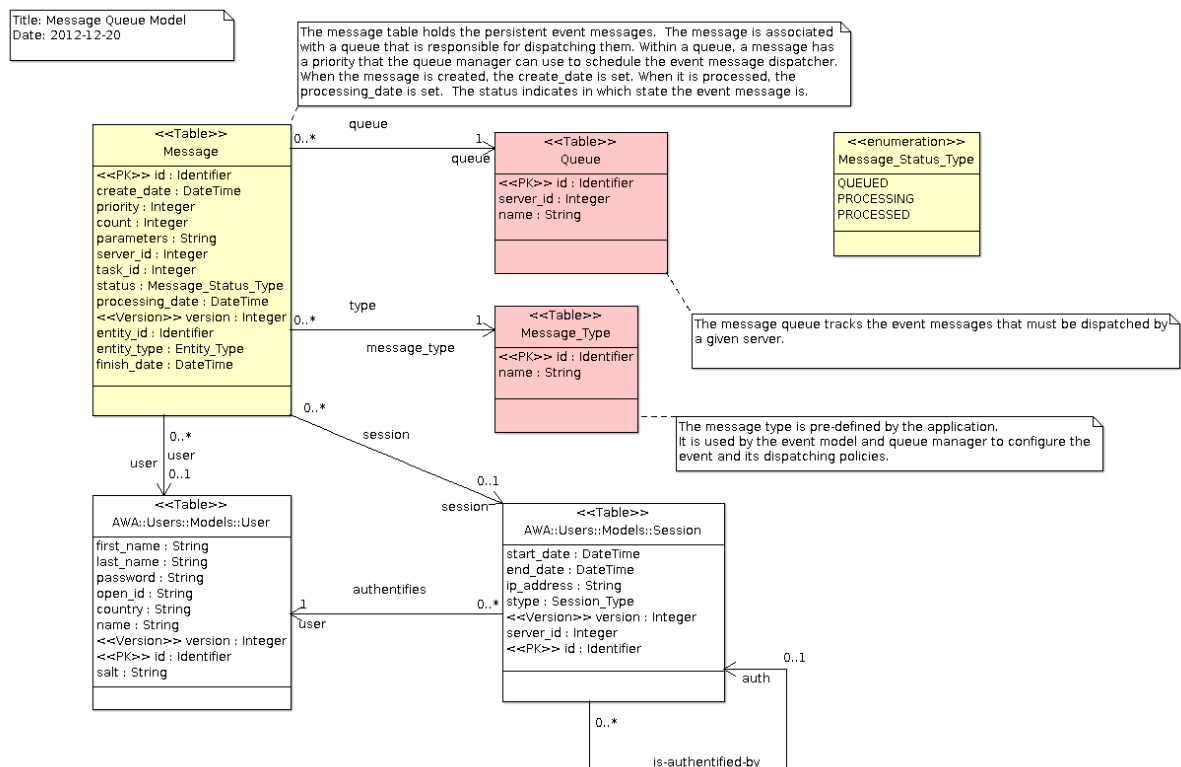 Title: Message Queue Model
Date: 2012-12-20
The message table holds the persistent event messages.  The message is associated
with a queue that is responsible for dispatching them. Within a queue, a message has
a priority that the queue manager can use to schedule the event message dispatcher.
When the message is created, the create_date is set. When it is processed, the
processing_date is set.  The status indicates in which state the event message is.
<<Table>>
Message
<<PK>> id : Identifier
create_date : DateTime
priority : Integer
count : Integer
parameters : String
server_id : Integer
task_id : Integer
status : Message_Status_Type
processing_date : DateTime
<<Version>> version : Integer
entity_id : Identifier
entity_type : Entity_Type
finish_date : DateTime
queue
0..*
1
queue
<<Table>>
Queue
<<PK>> id : Identifier
server_id : Integer
name : String
<<enumeration>>
Message_Status_Type
QUEUED
PROCESSING
PROCESSED
type
0..*
1
message_type
<<Table>>
Message_Type
<<PK>> id : Identifier
name : String
The message queue tracks the event messages that must be dispatched by
a given server.
The message type is pre-defined by the application.
It is used by the event model and queue manager to configure the
event and its dispatching policies.
0..*
session
0..1
session
0..*
user
user
0..1
<<Table>>
AWA::Users::Models::User
first_name : String
last_name : String
password : String
open_id : String
country : String
name : String
<<Version>> version : Integer
<<PK>> id : Identifier
salt : String
authentifies
1
0..*
user
<<Table>>
AWA::Users::Models::Session
start_date : DateTime
end_date : DateTime
ip_address : String
stype : Session_Type
<<Version>> version : Integer
server_id : Integer
<<PK>> id : Identifier
0..1
auth
0..*
is-authentified-by